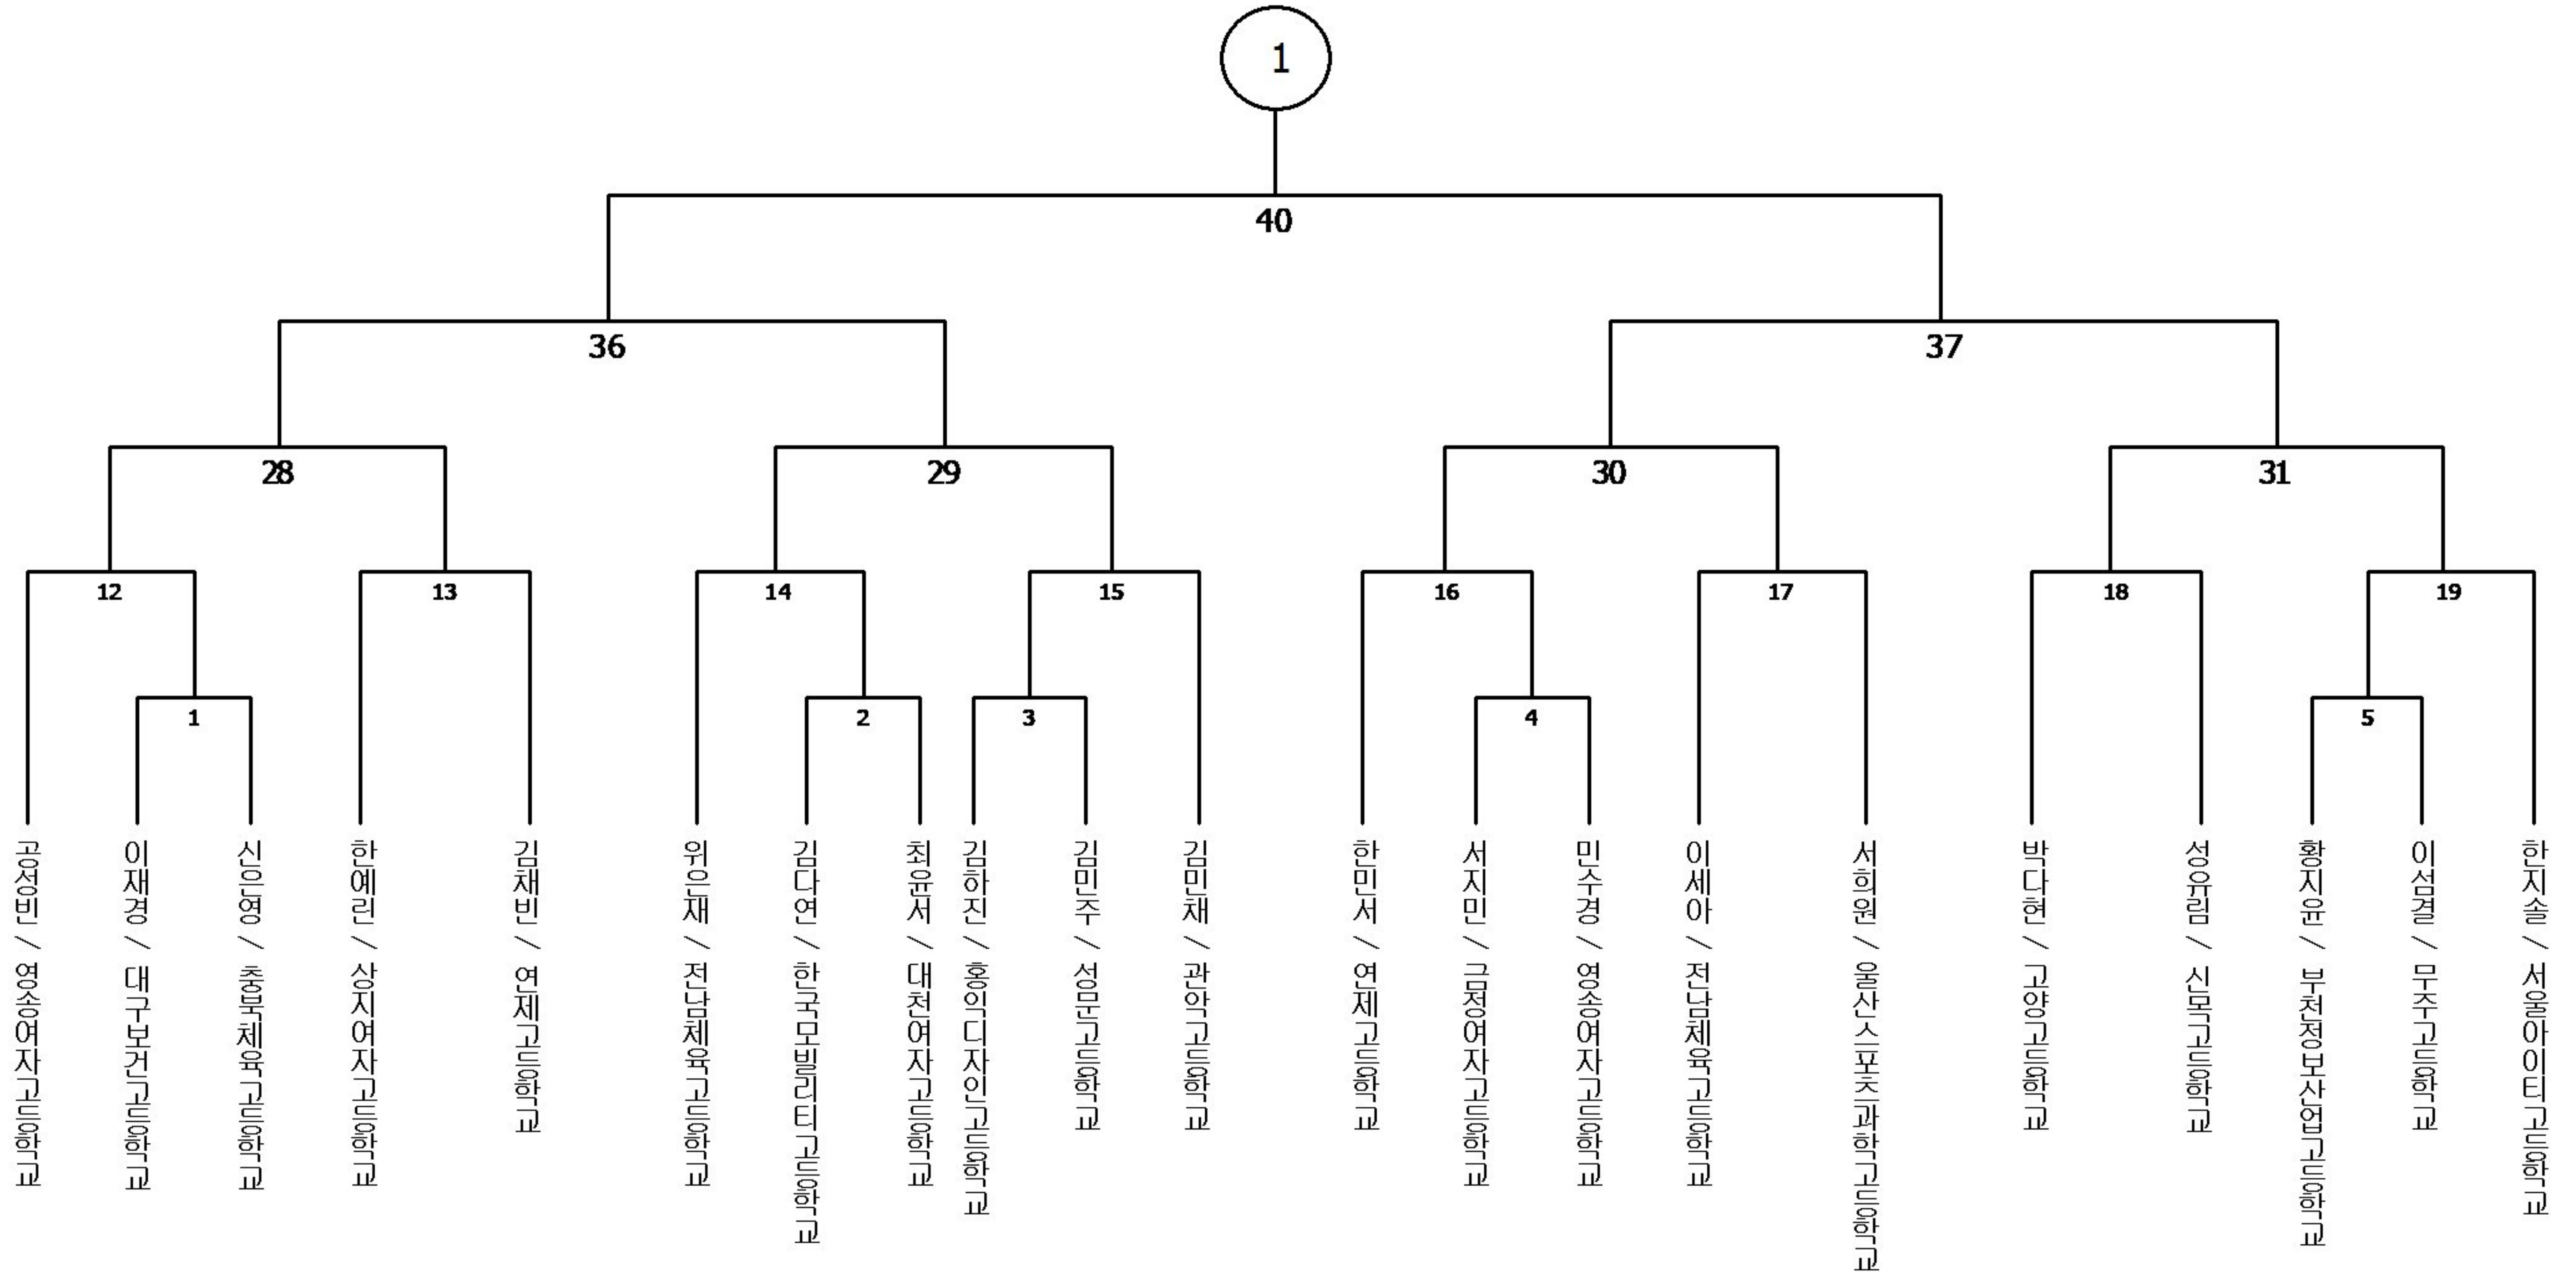 1
40
36
37
28
29
30
31
12
13
14
15
16
17
18
19
1
2
3
4
5
공성빈 / 영송여자고등학교
이재경 / 대구보건고등학교
신은영 / 충북체육고등학교
한예린 / 상지여자고등학교
김채빈 / 연제고등학교
위은재 / 전남체육고등학교
김다연 / 한국모빌리티고등학교
최윤서 / 대천여자고등학교
김하진 / 홍익디자인고등학교
김민주 / 성문고등학교
김민채 / 관악고등학교
한민서 / 연제고등학교
서지민 / 금정여자고등학교
민수경 / 영송여자고등학교
이세아 / 전남체육고등학교
서희원 / 울산스포츠과학고등학교
박다현 / 고양고등학교
성유림 / 신목고등학교
황지윤 / 부천정보산업고등학교
이섬결 / 무주고등학교
한지솔 / 서울아이티고등학교